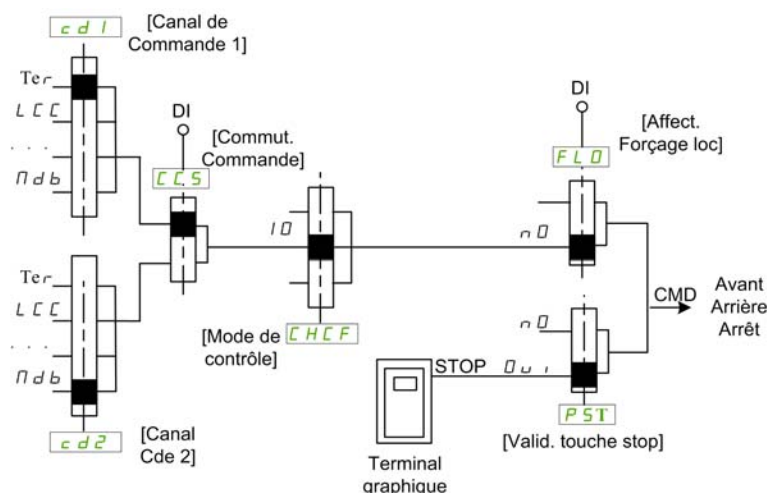 cd1
[Canal de
Commande 1]
Ter
LCC
...
Ndb
DI
[Commut.
Commande]
CCS
DI
[Affect.
Forçage loc]
FLO
IO
nO
Ter
LCC
...
Ndb
cd2
[Canal
Cde 2]
[Mode de
contrôle]
CHCF
nO
CMD
Avant
Arrière
Arrêt
STOP
Oui
PST
[Valid. touche stop]
Terminal
graphique